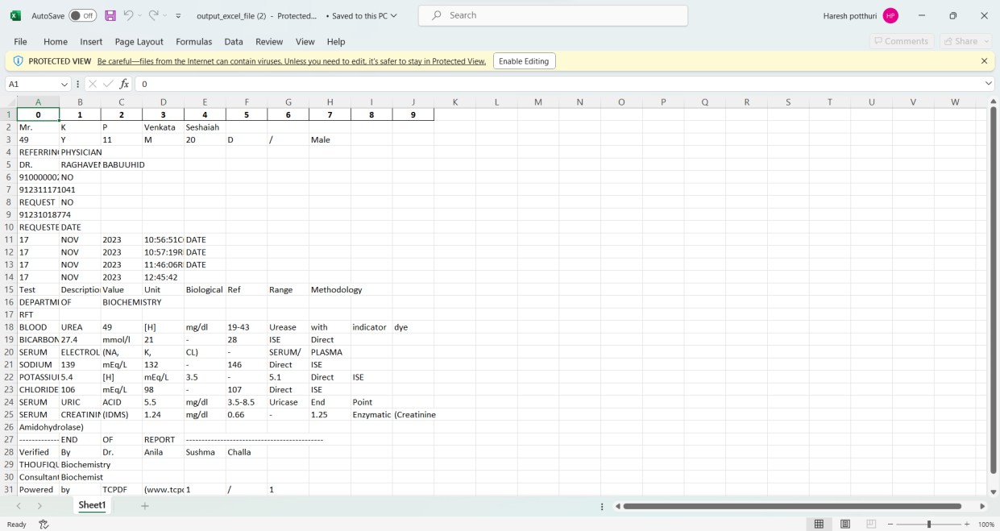 AutoSave Off output_excel_file (2) - Protected... • Saved to this PC Search Haresh potthuri HP
File Home Insert Page Layout Formulas Data Review View Help Comments Share
PROTECTED VIEW Be careful—files from the Internet can contain viruses. Unless you need to edit, it's safer to stay in Protected View. Enable Editing
A1 fx 0
A B C D E F G H I J K L M N O P Q R S T U V W
1 0 1 2 3 4 5 6 7 8 9
2 Mr. K P Venkata Seshaiah
3 49 Y 11 M 20 D / Male
4 REFERRIN PHYSICIAN
5 DR. RAGHAVEN BABUUHID
6 910000002 NO
7 912311171041
8 REQUEST NO
9 91231018774
10 REQUESTE DATE
11 17 NOV 2023 10:56:51C DATE
12 17 NOV 2023 10:57:19R DATE
13 17 NOV 2023 11:46:06R DATE
14 17 NOV 2023 12:45:42
15 Test Descriptio Value Unit Biological Ref Range Methodology
16 DEPARTM OF BIOCHEMISTRY
17 RFT
18 BLOOD UREA 49 [H] mg/dl 19-43 Urease with indicator dye
19 BICARBON 27.4 mmol/l 21 - 28 ISE Direct
20 SERUM ELECTROL (NA, K, CL) - SERUM/ PLASMA
21 SODIUM 139 mEq/L 132 - 146 Direct ISE
22 POTASSIU 5.4 [H] mEq/L 3.5 - 5.1 Direct ISE
23 CHLORIDE 106 mEq/L 98 - 107 Direct ISE
24 SERUM URIC ACID 5.5 mg/dl 3.5-8.5 Uricase End Point
25 SERUM CREATININ (IDMS) 1.24 mg/dl 0.66 - 1.25 Enzymatic (Creatinine
26 Amidohydrolase)
27 ------------- END OF REPORT --------------------------------------------
28 Verified By Dr. Anila Sushma Challa
29 THOUFIQU Biochemistry
30 Consultant Biochemist
31 Powered by TCPDF (www.tcpd 1 / 1
Sheet1
Ready 100%